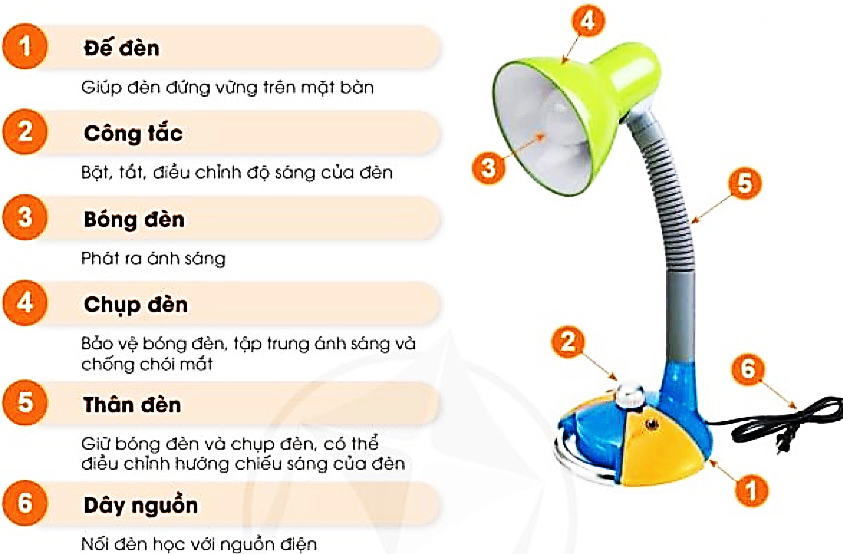 1 Đế đèn
Giúp đèn đứng vững trên mặt bàn
2 Công tắc
Bật, tắt, điều chỉnh độ sáng của đèn
3 Bóng đèn
Phát ra ánh sáng
4 Chụp đèn
Bảo vệ bóng đèn, tập trung ánh sáng và
chống chói mắt
5 Thân đèn
Giữ bóng đèn và chụp đèn, có thể
điều chỉnh hướng chiếu sáng của đèn
6 Dây nguồn
Nối đèn học với nguồn điện
4
3
5
2
6
1